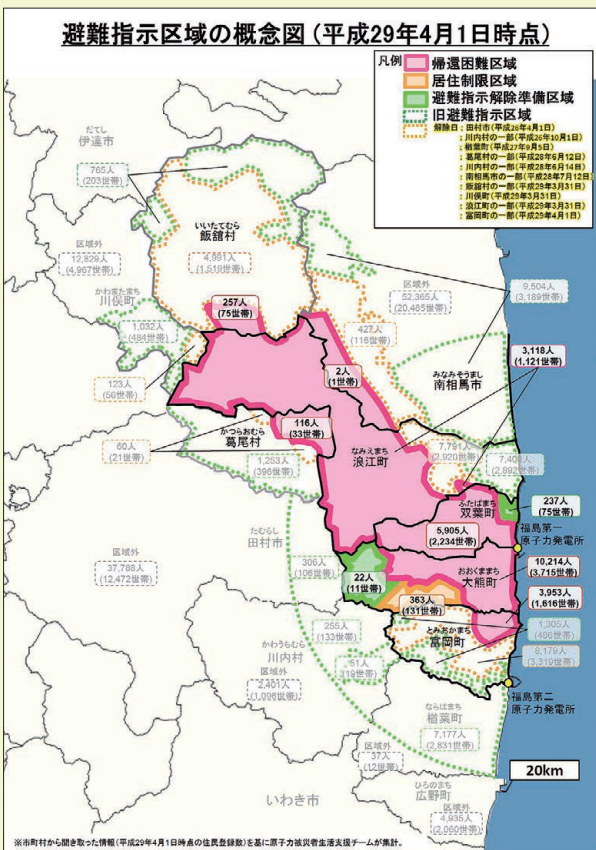 避難指示区域の概念図(平成29年4月1日時点)
凡例
帰還困難区域
居住制限区域
避難指示解除準備区域
旧避難指示区域
解除日:田村市(平成26年4月1日)
:川内村の一部(平成26年10月1日)
:楢葉町(平成27年9月5日)
:葛尾村の一部(平成28年6月12日)
:川内村の一部(平成28年6月14日)
:南相馬市の一部(平成28年7月12日)
:飯舘村の一部(平成29年3月31日)
:川俣町(平成29年3月31日)
:浪江町の一部(平成29年3月31日)
:富岡町の一部(平成29年4月1日)
だてし
伊達市
765人
(203世帯)
いいたてむら
飯舘村
(1,519世帯)
区域外
12,829人
(4,967世帯)
かわまたまち
川俣町
区域外
52,365人
(20,485世帯)
9,504人
(3,189世帯)
257人
(75世帯)
1,032人
(484世帯)
427人
(116世帯)
みなみそうまし
南相馬市
3,118人
(1,121世帯)
123人
(56世帯)
2人
(1世帯)
116人
(33世帯)
かつらおむら
葛尾村
60人
(21世帯)
1,253人
(396世帯)
なみえまち
浪江町
7,791人
(2,920世帯)
(2,892世帯)
ふたばまち
双葉町
237人
(75世帯)
福島第一
原子力発電所
たむらし
田村市
5,905人
(2,234世帯)
おおくままち
大熊町
10,214人
(3,715世帯)
区域外
37,788人
(12,472世帯)
306人
(106世帯)
22人
(11世帯)
363人
(131世帯)
3,953人
(1,616世帯)
とみおかまち
富岡町
1,305人
8,179人
(3,319世帯)
255人
(133世帯)
かわうちむら
川内村
51人
(19世帯)
区域外
2,401人
(1,096世帯)
福島第二
原子力発電所
ならはまち
楢葉町
7,177人
(2,831世帯)
区域外
37人
(12世帯)
20km
いわき市
ひろのまち
広野町
区域外
4,935人
(2,060世帯)
※市町村から聞き取った情報(平成29年4月1日時点の住民登録数)を基に原子力被災者生活支援チームが集計。